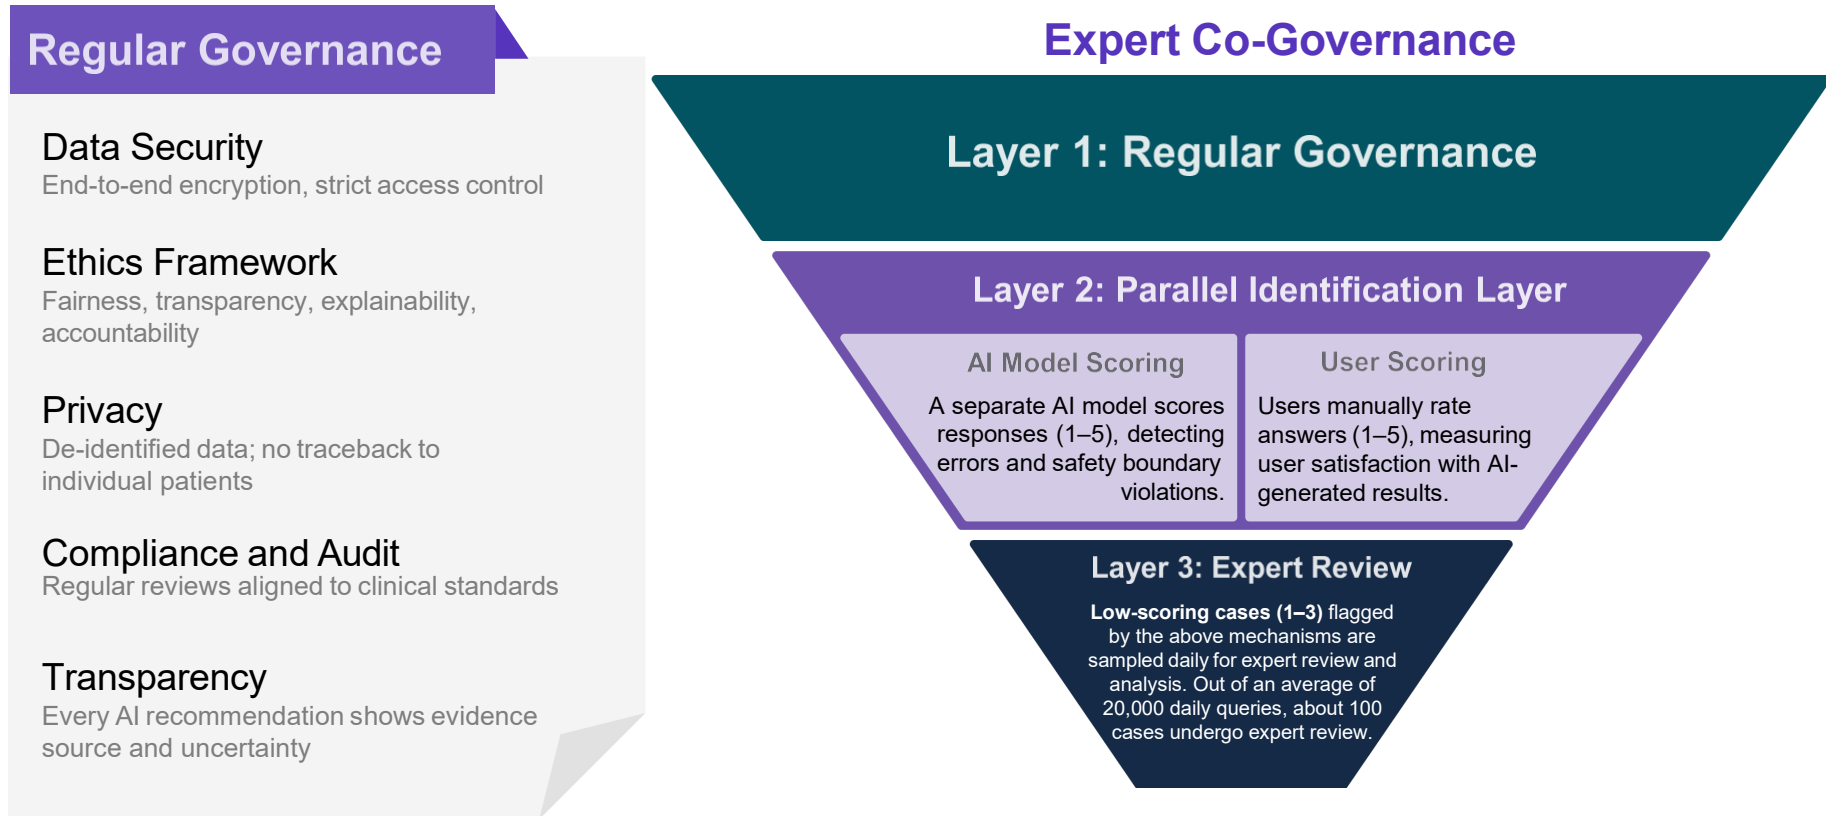 Regular Governance
Data Security
End-to-end encryption, strict access control
Ethics Framework
Fairness, transparency, explainability,
accountability
Privacy
De-identified data; no traceback to
individual patients
Compliance and Audit
Regular reviews aligned to clinical standards
Transparency
Every AI recommendation shows evidence
source and uncertainty
Expert Co-Governance
Layer 1: Regular Governance
Layer 2: Parallel Identification Layer
AI Model Scoring
A separate AI model scores
responses (1–5), detecting
errors and safety boundary
violations.
User Scoring
Users manually rate
answers (1–5), measuring
user satisfaction with AI-
generated results.
Layer 3: Expert Review
Low-scoring cases (1–3) flagged
by the above mechanisms are
sampled daily for expert review and
analysis. Out of an average of
20,000 daily queries, about 100
cases undergo expert review.